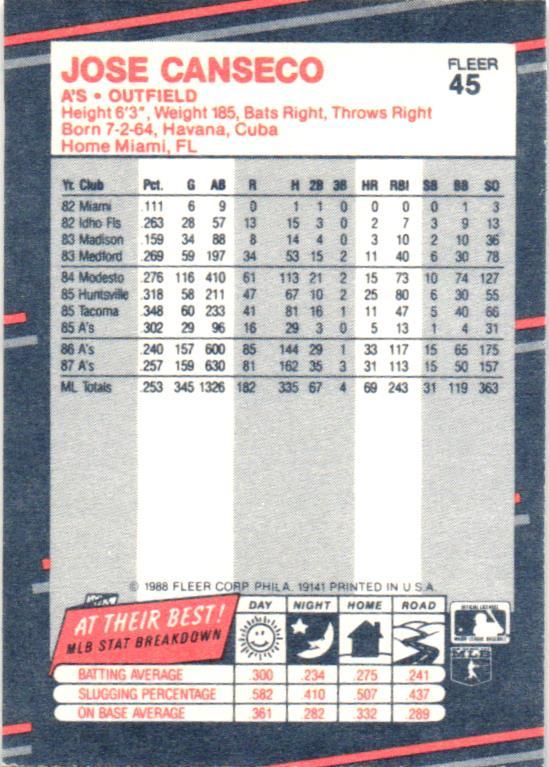 JOSE CANSECO
FLEER
45
A'S • OUTFIELD
Height 6'3", Weight 185, Bats Right, Throws Right
Born 7-2-64, Havana, Cuba
Home Miami, FL
Yr. Club Pct. G AB R H 2B 3B HR RBI SB BB SO
82 Miami .111 6 9 0 1 1 0 0 0 0 1 3
82 Idho Fls .263 28 57 13 15 3 0 2 7 3 9 13
83 Madison .159 34 88 8 14 4 0 3 10 2 10 36
83 Medford .269 59 197 34 53 15 2 11 40 6 30 78
84 Modesto .276 116 410 61 113 21 2 15 73 10 74 127
85 Huntsville .318 58 211 47 67 10 2 25 80 6 30 55
85 Tacoma .348 60 233 41 81 16 1 11 47 5 40 66
85 A's .302 29 96 16 29 3 0 5 13 1 4 31
86 A's .240 157 600 85 144 29 1 33 117 15 65 175
87 A's .257 159 630 81 162 35 3 31 113 15 50 157
ML Totals .253 345 1326 182 335 67 4 69 243 31 119 363
© 1988 FLEER CORP. PHILA. 19141 PRINTED IN U.S.A.
AT THEIR BEST!
MLB STAT BREAKDOWN
DAY NIGHT HOME ROAD
BATTING AVERAGE .300 .234 .275 .241
SLUGGING PERCENTAGE .582 .410 .507 .437
ON BASE AVERAGE .361 .282 .332 .289